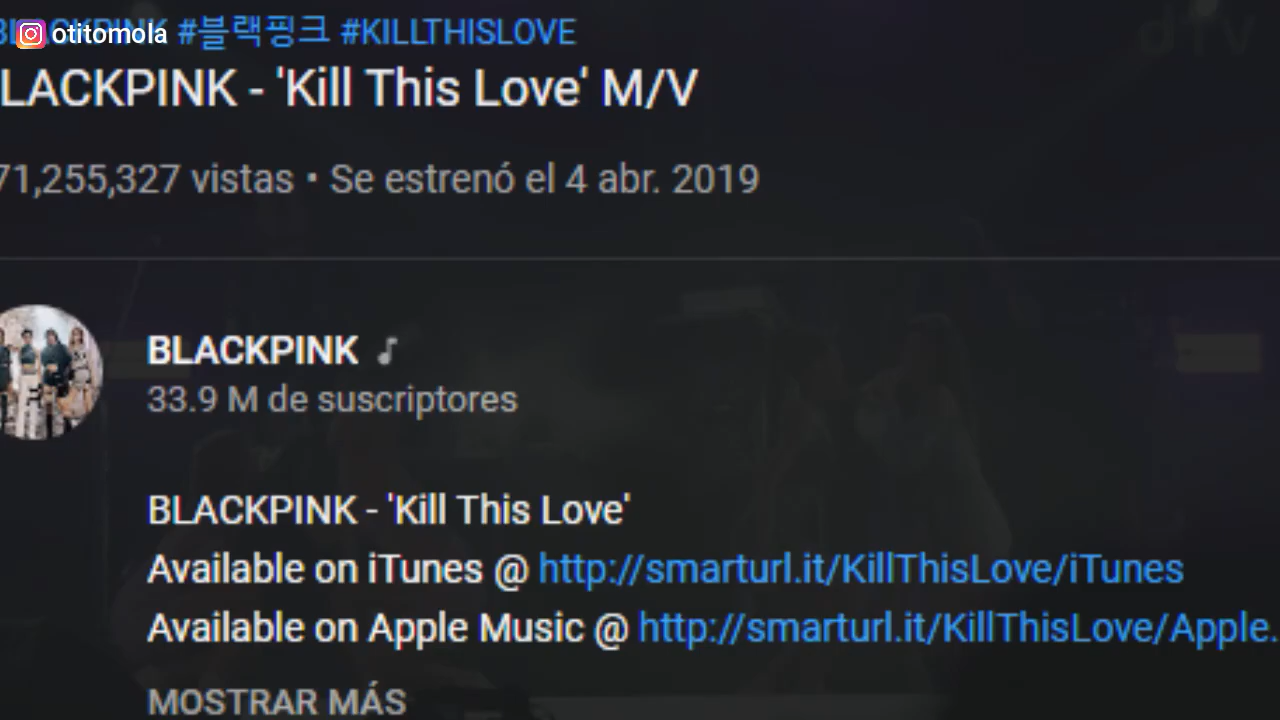 otitomola
#블랙핑크 #KILLTHISLOVE
LACKPINK - 'Kill This Love' M/V
71,255,327 vistas • Se estrenó el 4 abr. 2019
BLACKPINK
33.9 M de suscriptores
BLACKPINK - 'Kill This Love'
Available on iTunes @ http://smarturl.it/KillThisLove/iTunes
Available on Apple Music @ http://smarturl.it/KillThisLove/Apple.
MOSTRAR MÁS